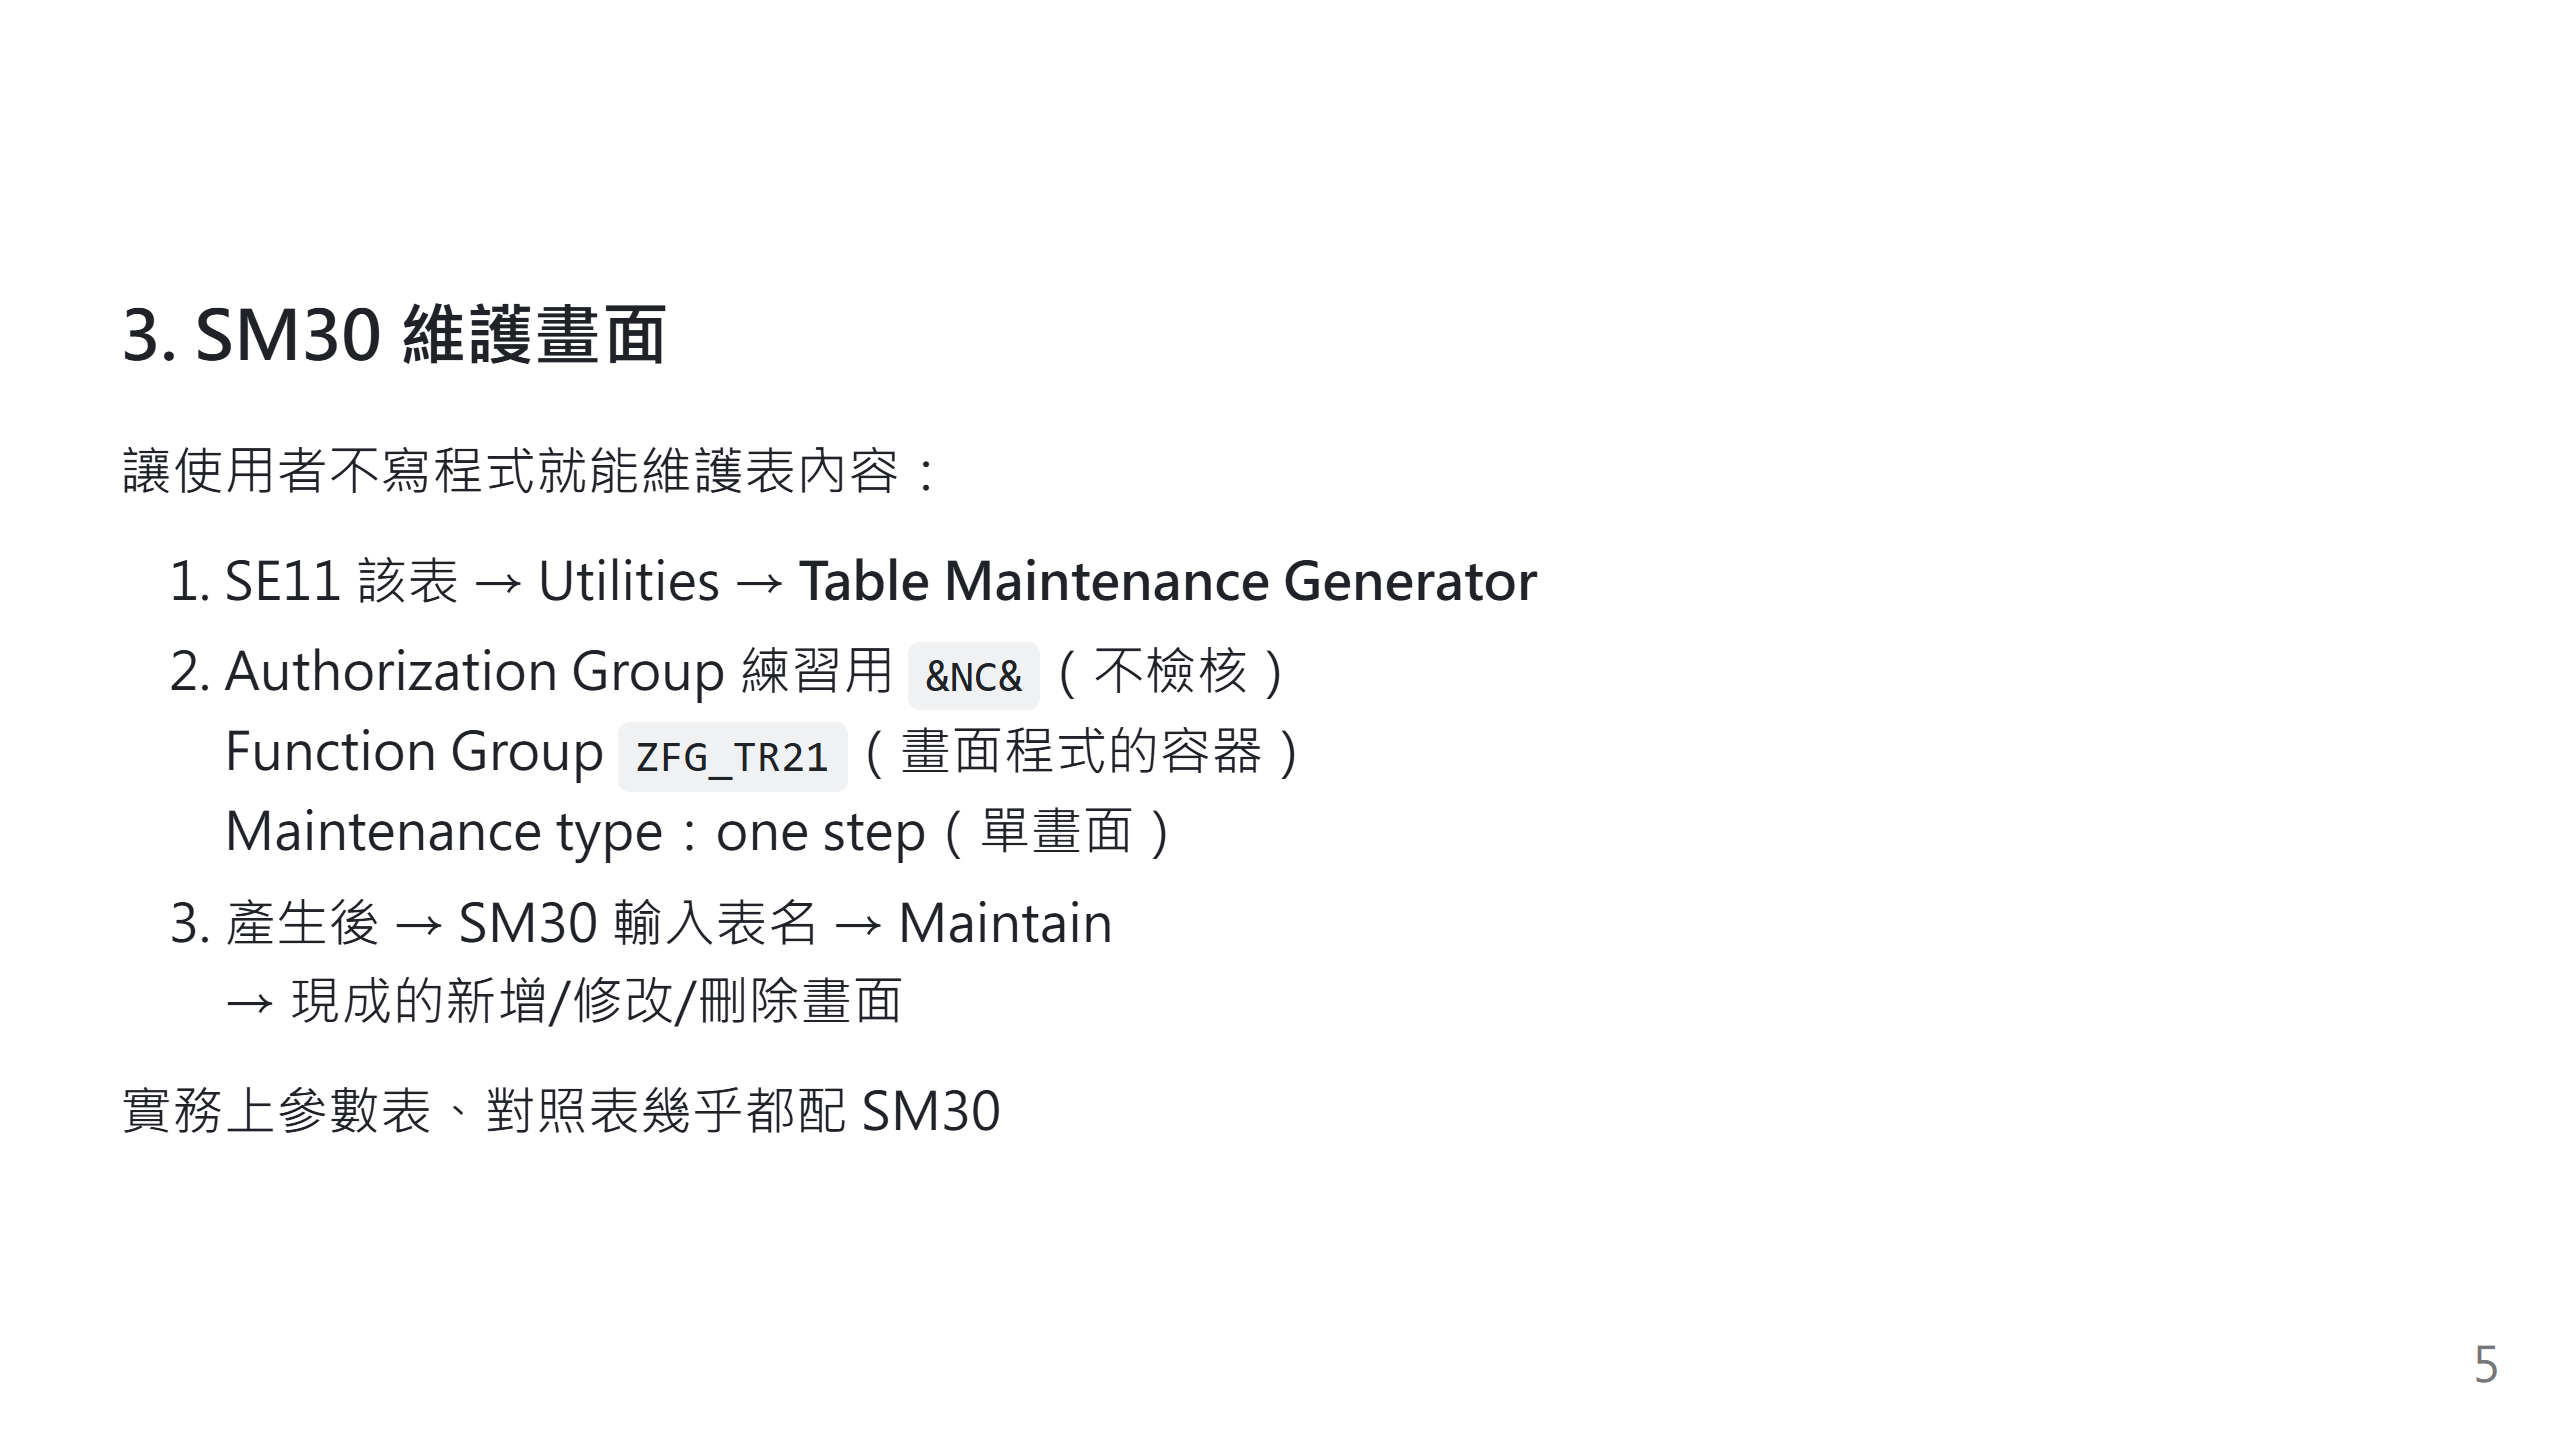 3. SM30 維護畫面
讓使用者不寫程式就能維護表內容：
1. SE11 該表 → Utilities → Table Maintenance Generator
2. Authorization Group 練習用 &NC&（不檢核）
Function Group ZFG_TR21（畫面程式的容器）
Maintenance type：one step（單畫面）
3. 產生後 → SM30 輸入表名 → Maintain
→ 現成的新增/修改/刪除畫面
實務上參數表、對照表幾乎都配 SM30
5